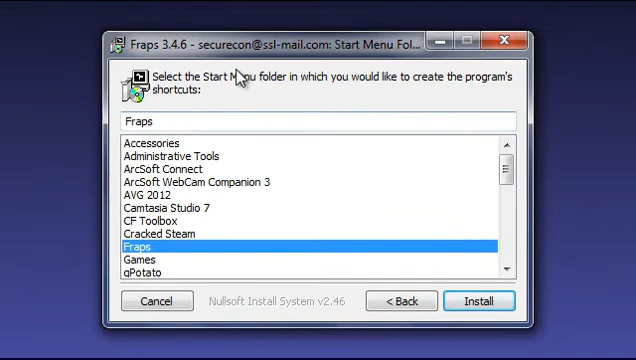 Fraps 3.4.6 - securecon@ssl-mail.com: Start Menu Fol...
Select the Start Menu folder in which you would like to create the program's
shortcuts:
Fraps
Accessories
Administrative Tools
ArcSoft Connect
ArcSoft WebCam Companion 3
AVG 2012
Camtasia Studio 7
CF Toolbox
Cracked Steam
Fraps
Games
gPotato
Cancel
Nullsoft Install System v2.46
< Back
Install